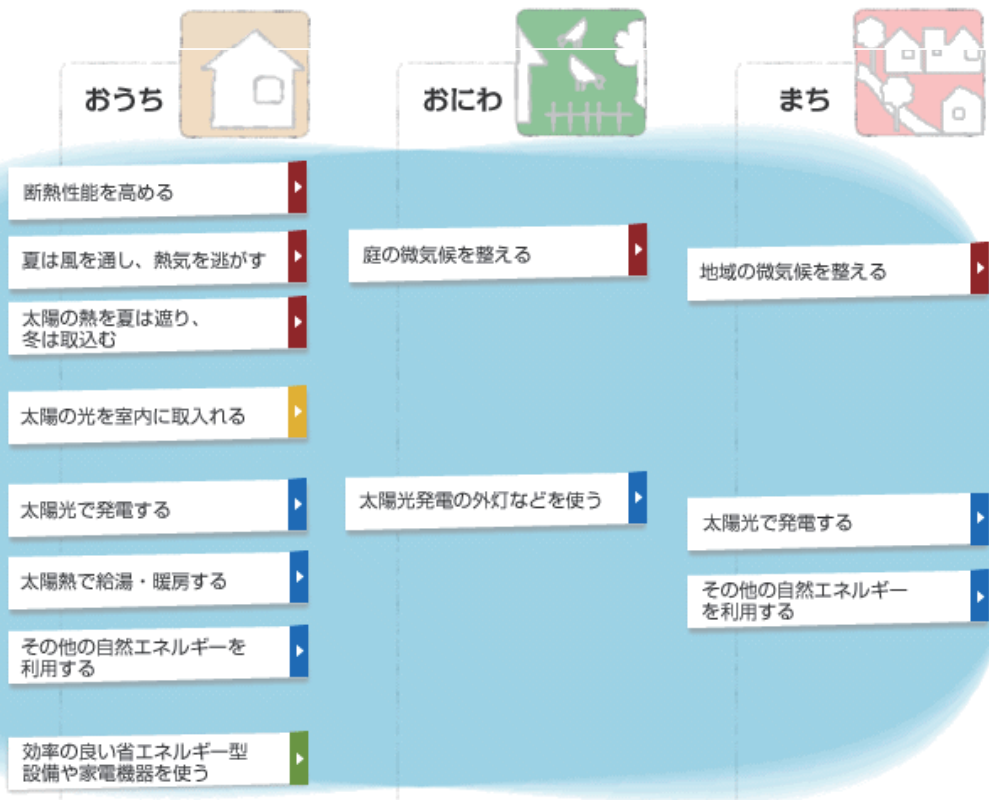 おうち
おにわ
まち
断熱性能を高める
夏は風を通し、熱気を逃がす
太陽の熱を夏は遮り、
冬は取込む
太陽の光を室内に取入れる
太陽光で発電する
太陽熱で給湯・暖房する
その他の自然エネルギーを
利用する
効率の良い省エネルギー型
設備や家電機器を使う
庭の微気候を整える
太陽光発電の外灯などを使う
地域の微気候を整える
太陽光で発電する
その他の自然エネルギー
を利用する